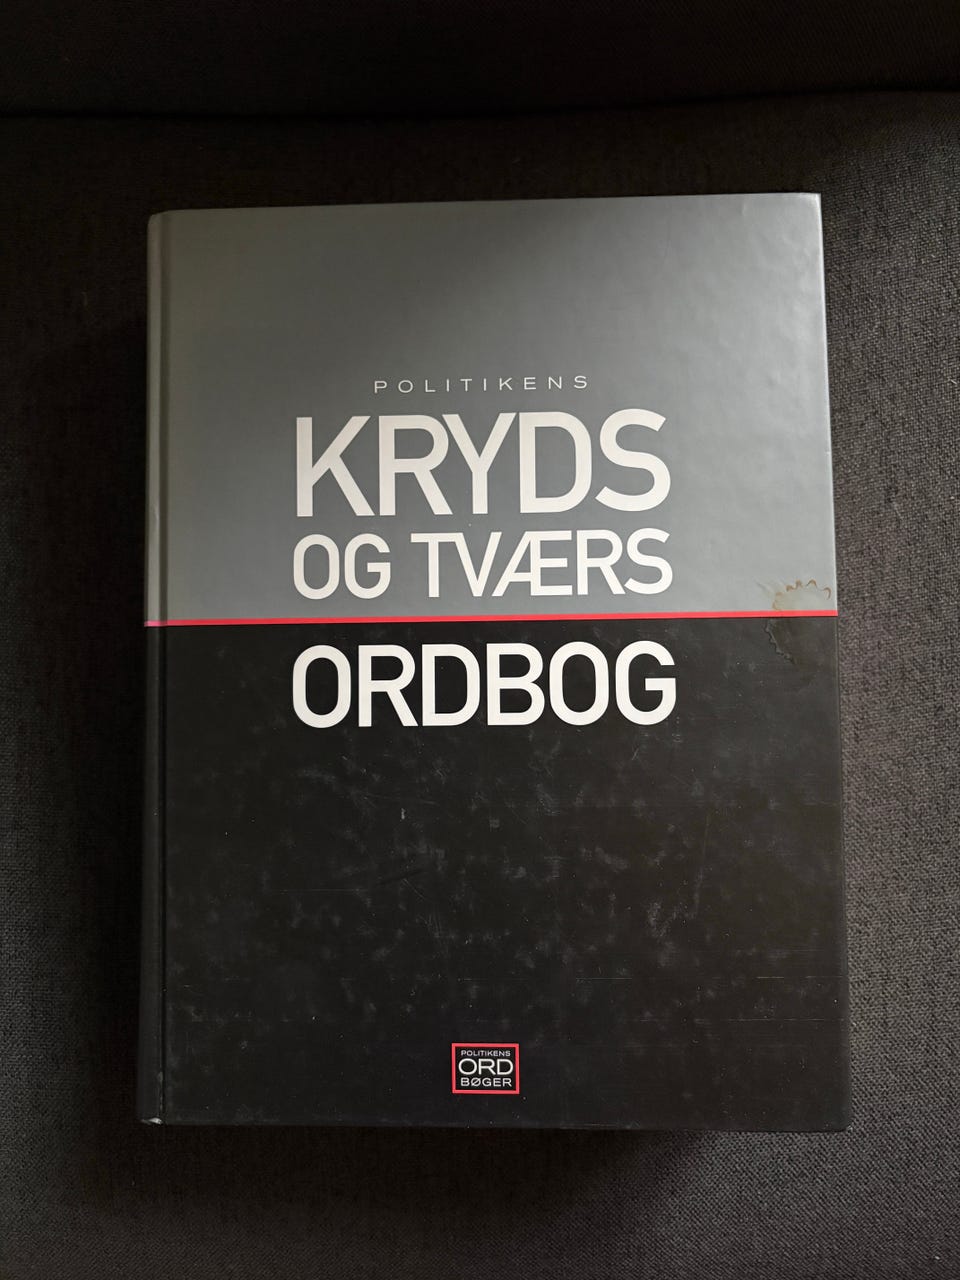 POLITIKENS
KRYDS
OG TVÆRS
ORDBOG
POLITIKENS
ORD
BØGER